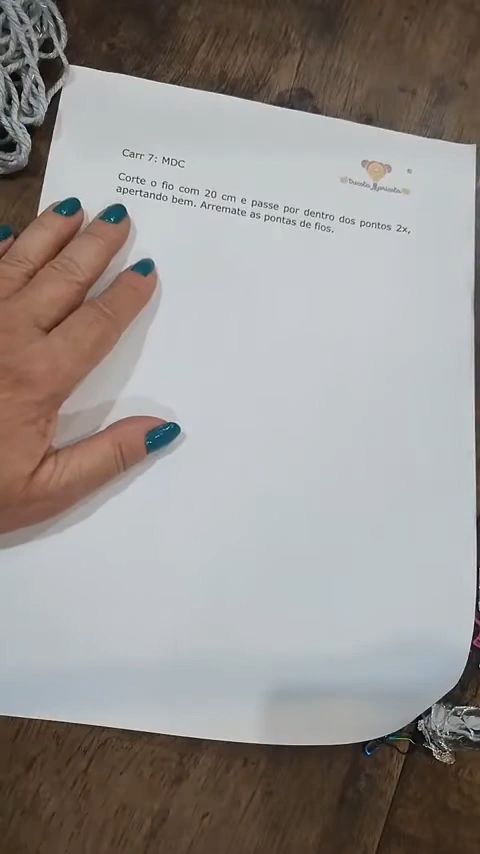 Carr 7: MDC
Corte o fio com 20 cm e passe por dentro dos pontos 2x,
apertando bem. Arremate as pontas de fios.